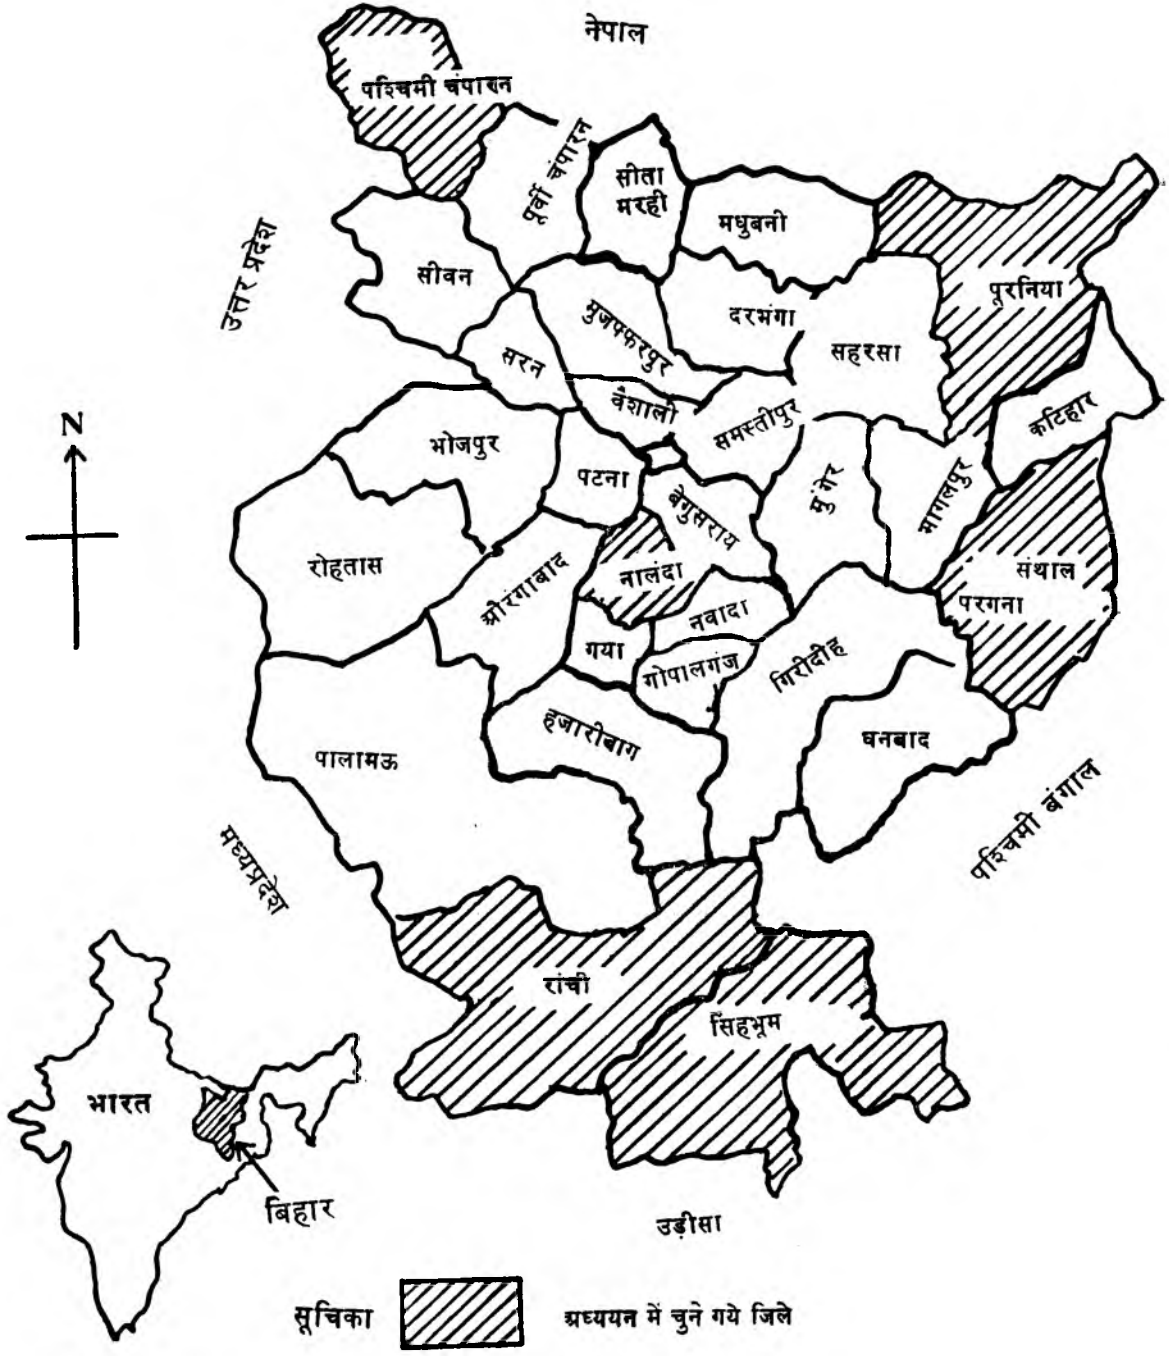 नेपाल
पश्चिमी चंपारन
पूर्वी चंपारन
सीता
मरही
मधुबनी
उत्तर प्रदेश
सीवन
पूरनिया
मुजफ्फरपुर
दरभंगा
सहरसा
सरन
वैशाली
समस्तीपुर
कटिहार
N
भोजपुर
पटना
बेगुसराय
मुंगेर
भागलपुर
रोहतास
औरंगाबाद
नालंदा
संथाल
परगना
नवादा
गया
गोपालगंज
गिरीदीह
हजारीबाग
धनबाद
पालामऊ
पश्चिमी बंगाल
मध्यप्रदेश
रांची
सिंहभूम
भारत
बिहार
उड़ीसा
सूचिका
अध्ययन में चुने गये जिले